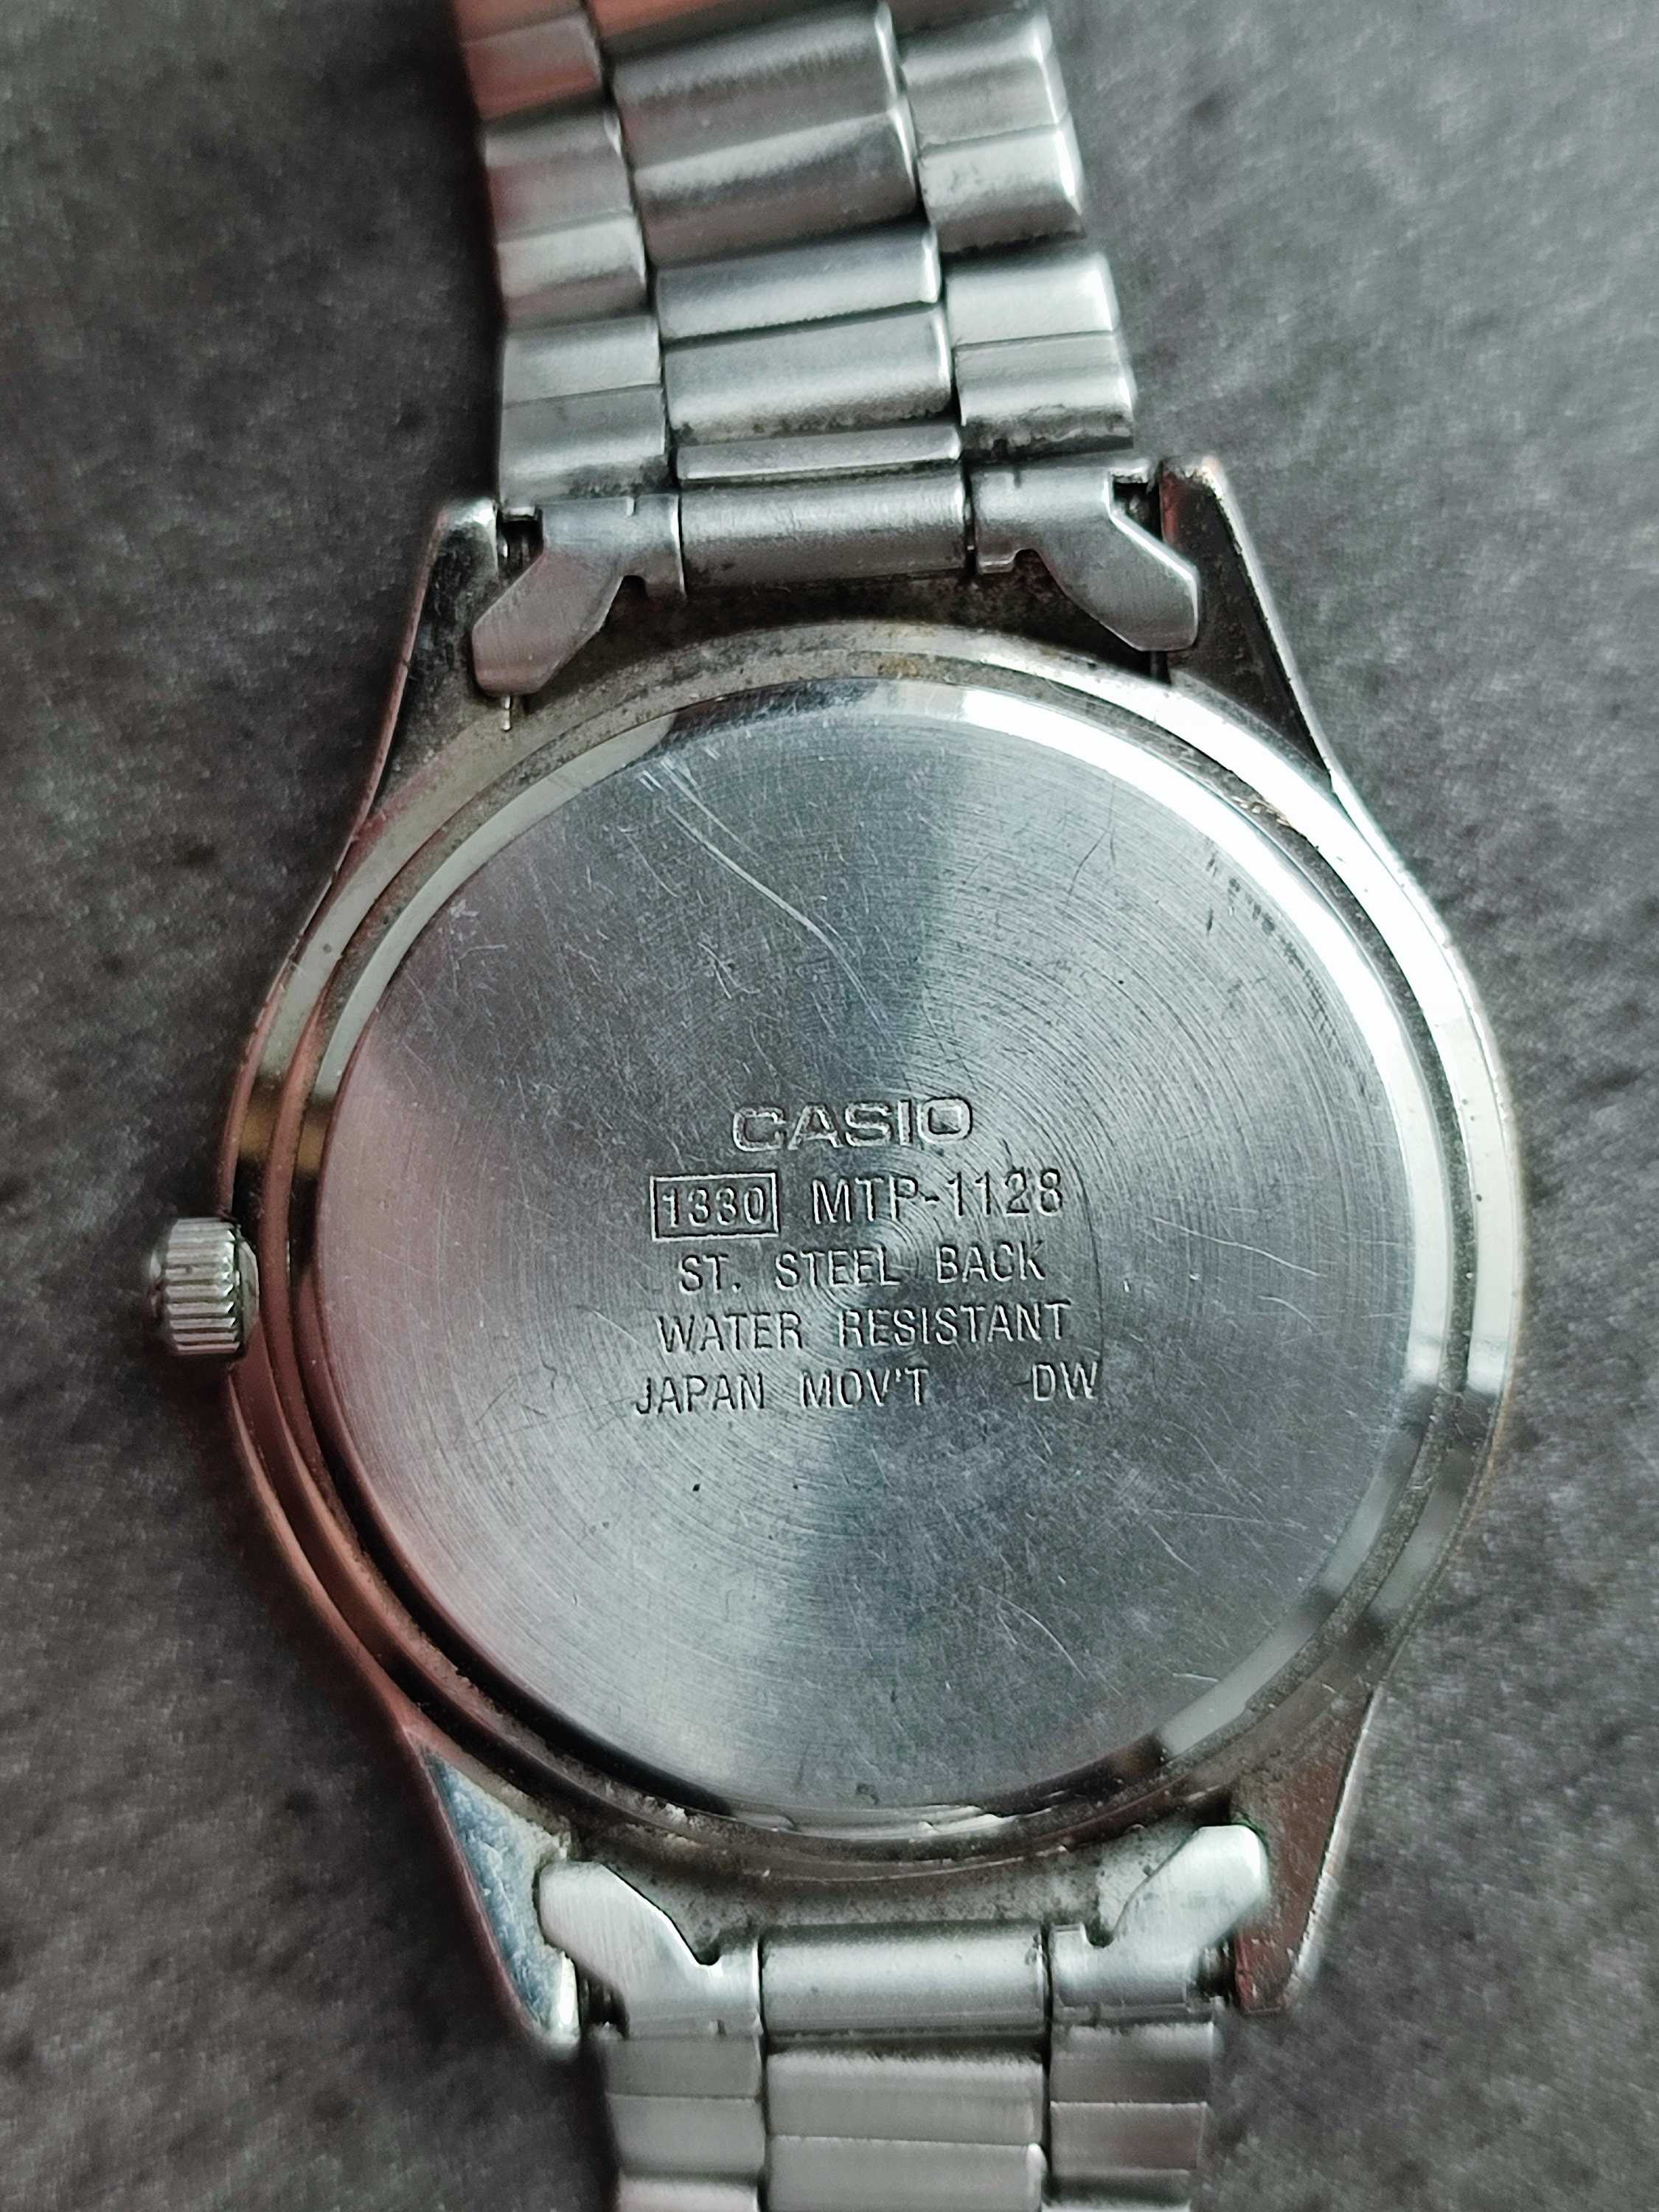 CASIO
1330 MTP-1128
ST. STEEL BACK
WATER RESISTANT
JAPAN MOV'T DW